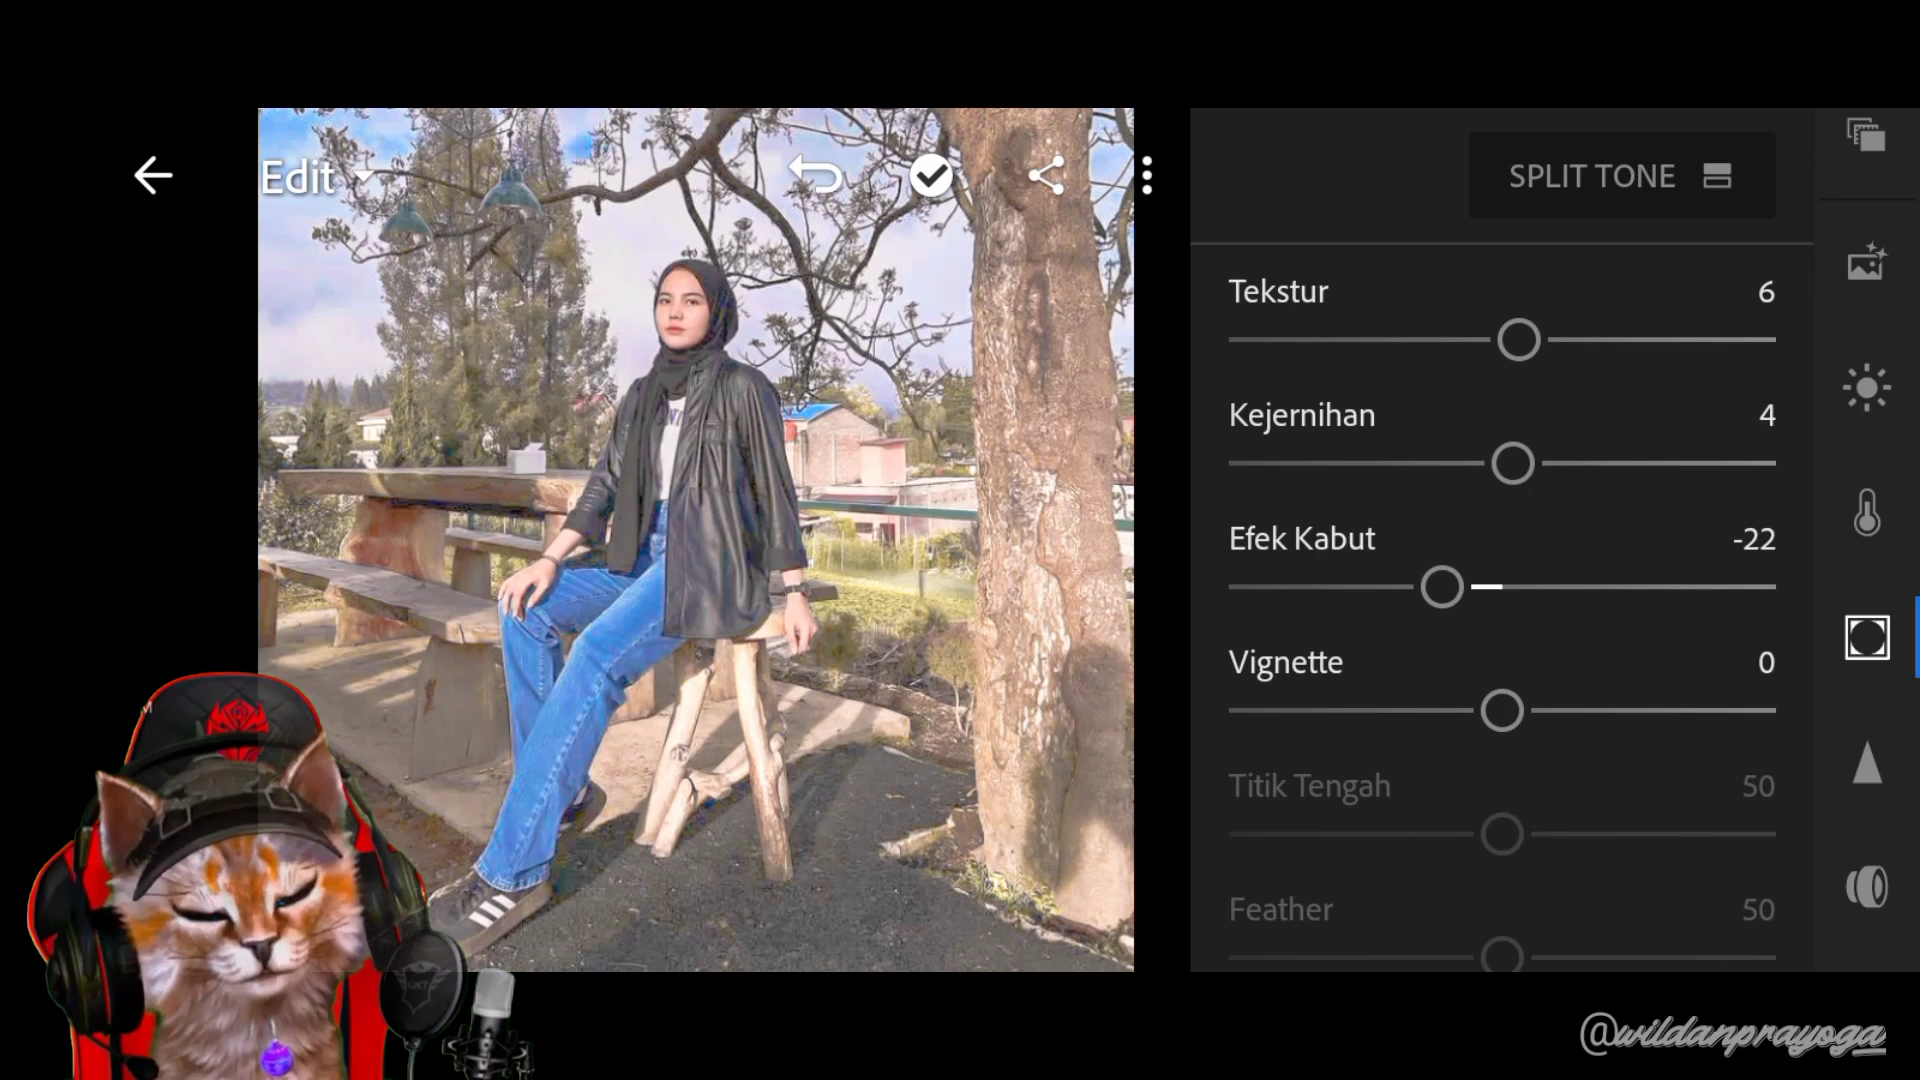 Edit
SPLIT TONE
Tekstur 6
Kejernihan 4
Efek Kabut -22
Vignette 0
Titik Tengah 50
Feather 50
@wildanprayoga